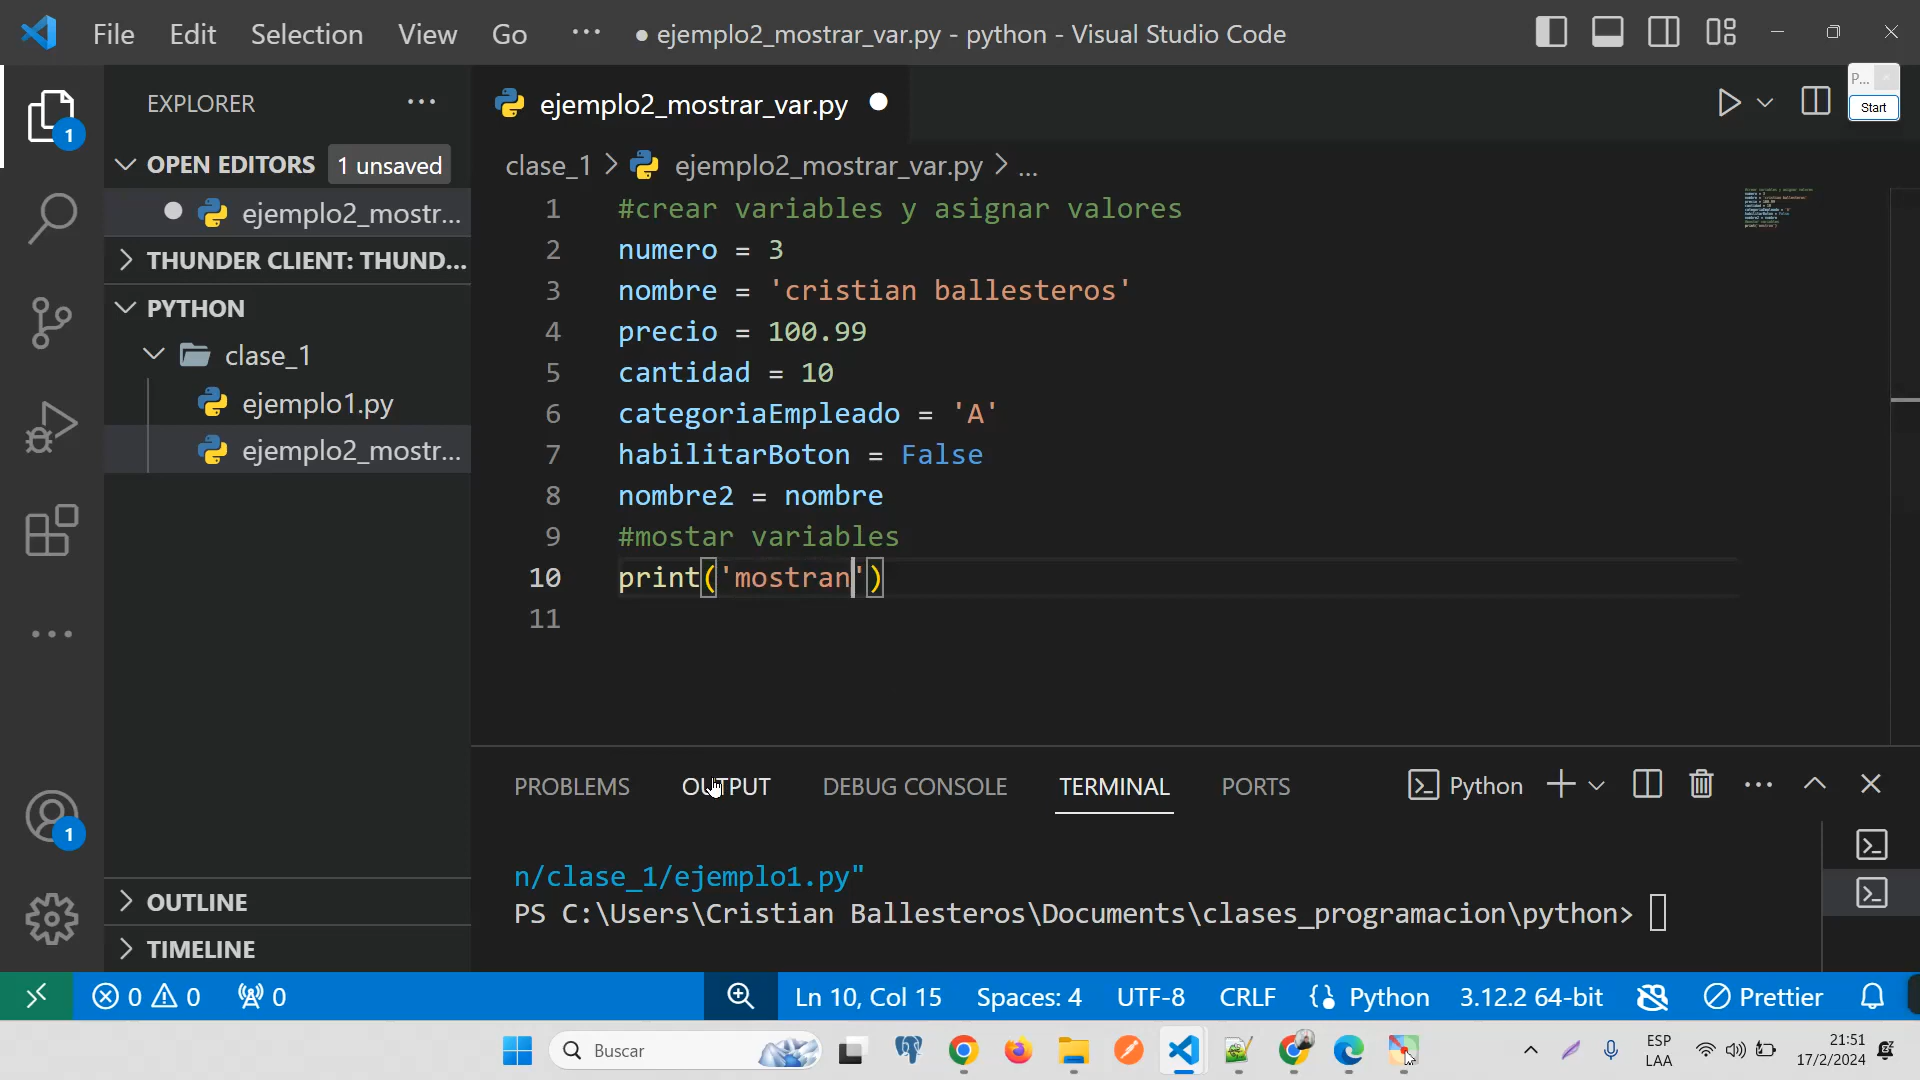 File Edit Selection View Go ··· ● ejemplo2_mostrar_var.py - python - Visual Studio Code
EXPLORER ···
ejemplo2_mostrar_var.py
P...
Start
OPEN EDITORS 1 unsaved
ejemplo2_mostr...
THUNDER CLIENT: THUND...
PYTHON
clase_1
ejemplo1.py
ejemplo2_mostr...
OUTLINE
TIMELINE
1
1
clase_1 > ejemplo2_mostrar_var.py > ...
1 #crear variables y asignar valores
2 numero = 3
3 nombre = 'cristian ballesteros'
4 precio = 100.99
5 cantidad = 10
6 categoriaEmpleado = 'A'
7 habilitarBoton = False
8 nombre2 = nombre
9 #mostar variables
10 print('mostran')
11
PROBLEMS OUTPUT DEBUG CONSOLE TERMINAL PORTS Python
n/clase_1/ejemplo1.py"
PS C:\Users\Cristian Ballesteros\Documents\clases_programacion\python>
0 0 0 Ln 10, Col 15 Spaces: 4 UTF-8 CRLF Python 3.12.2 64-bit Prettier
Buscar
ESP
LAA
21:51
17/2/2024